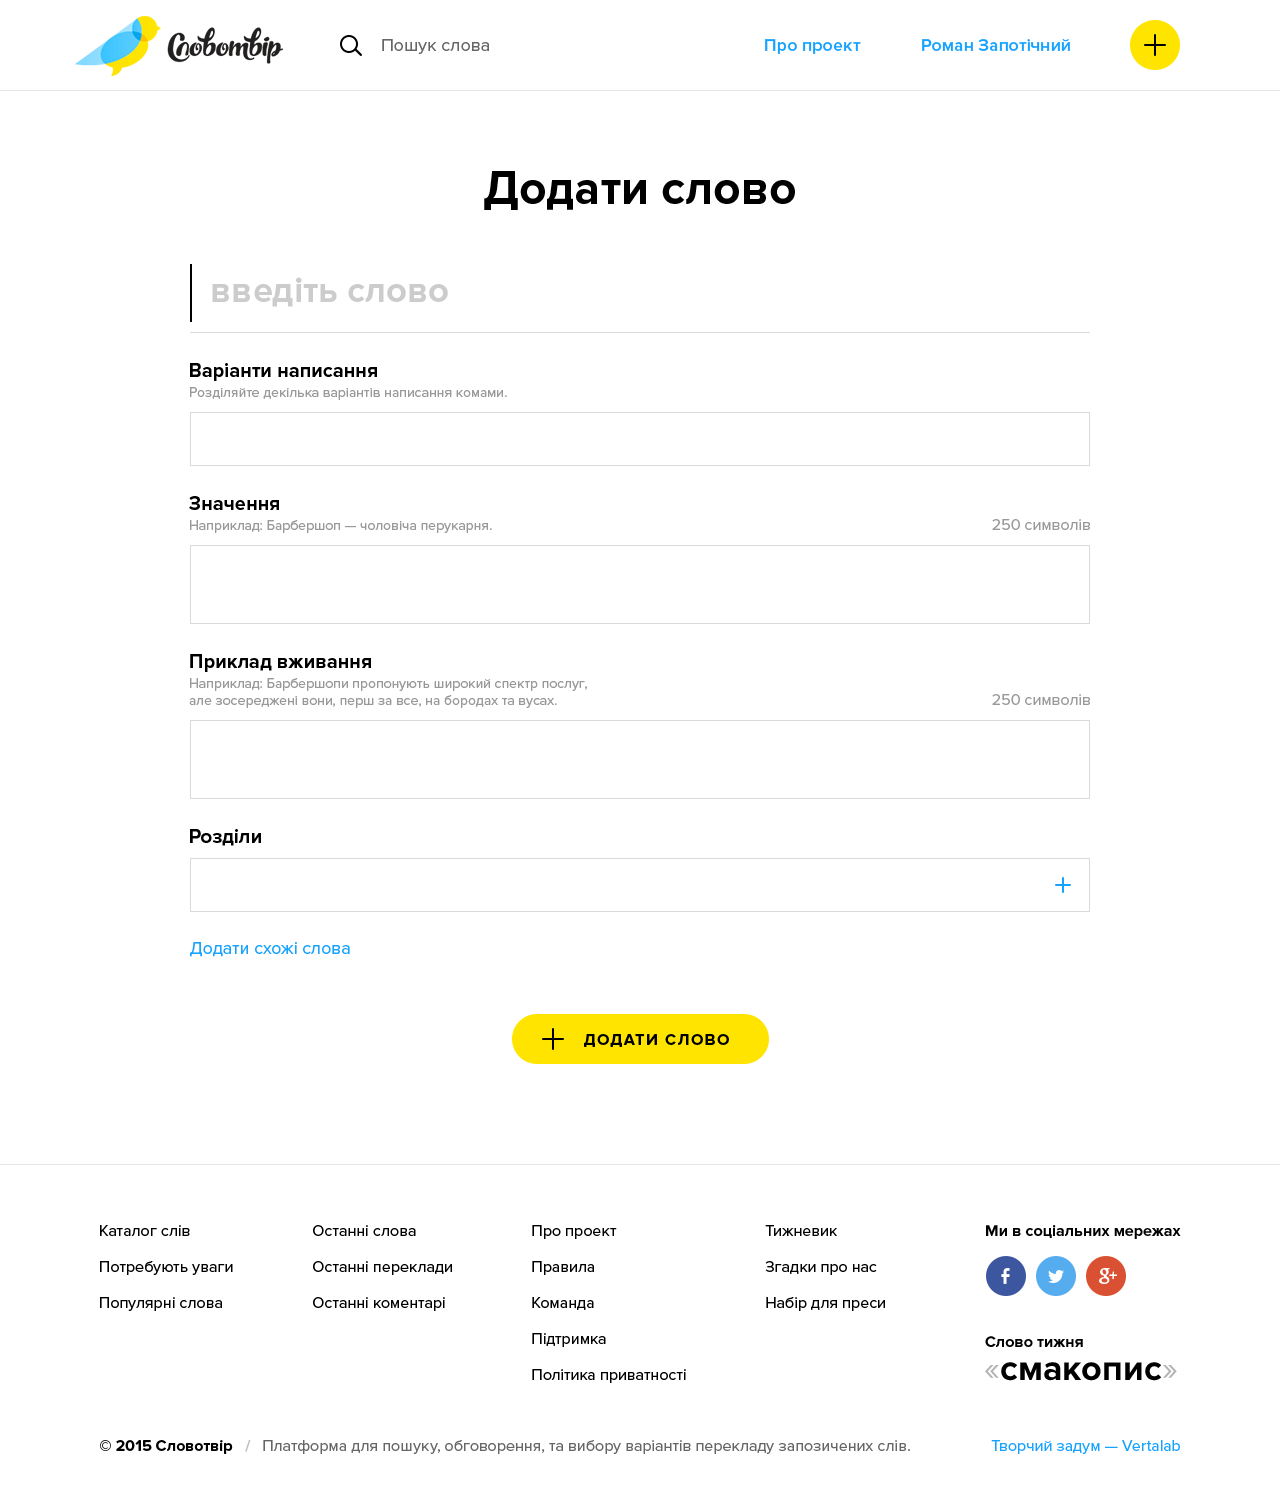 Словотвір
Пошук слова
Про проект
Роман Запотічний
Додати слово
введіть слово
Варіанти написання
Розділяйте декілька варіантів написання комами.
Значення
Наприклад: Барбершоп — чоловіча перукарня.
250 символів
Приклад вживання
Наприклад: Барбершопи пропонують широкий спектр послуг,
але зосереджені вони, перш за все, на бородах та вусах.
250 символів
Розділи
Додати схожі слова
ДОДАТИ СЛОВО
Каталог слів
Потребують уваги
Популярні слова
Останні слова
Останні переклади
Останні коментарі
Про проект
Правила
Команда
Підтримка
Політика приватності
Тижневик
Згадки про нас
Набір для преси
Ми в соціальних мережах
Слово тижня
«смакопис»
© 2015 Словотвір / Платформа для пошуку, обговорення, та вибору варіантів перекладу запозичених слів.
Творчий задум — Vertalab